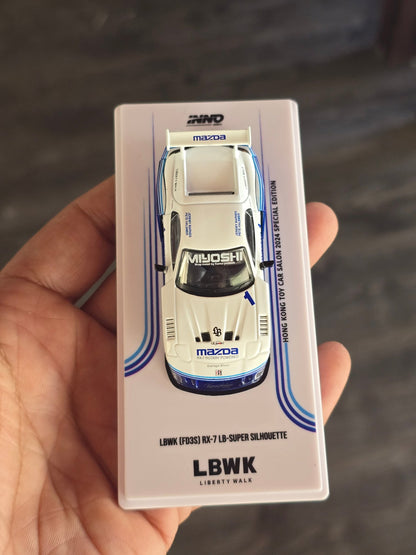 INNO
mazda
MIYOSHI
1
mazda
HONG KONG TOY CAR SALON 2024 SPECIAL EDITION
LBWK (FD3S) RX-7 LB-SUPER SILHOUETTE
LBWK
LIBERTY WALK